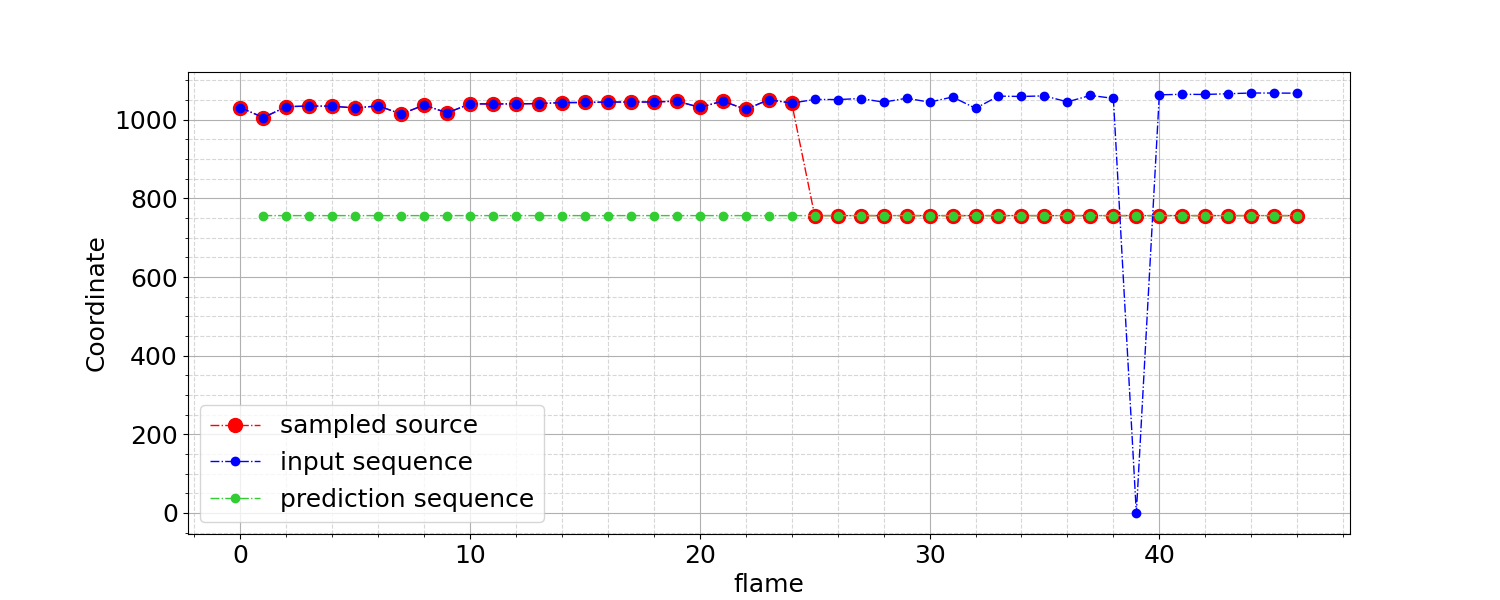 1000
800
600
400
200
0
Coordinate
sampled source
input sequence
prediction sequence
0 10 20 30 40
flame